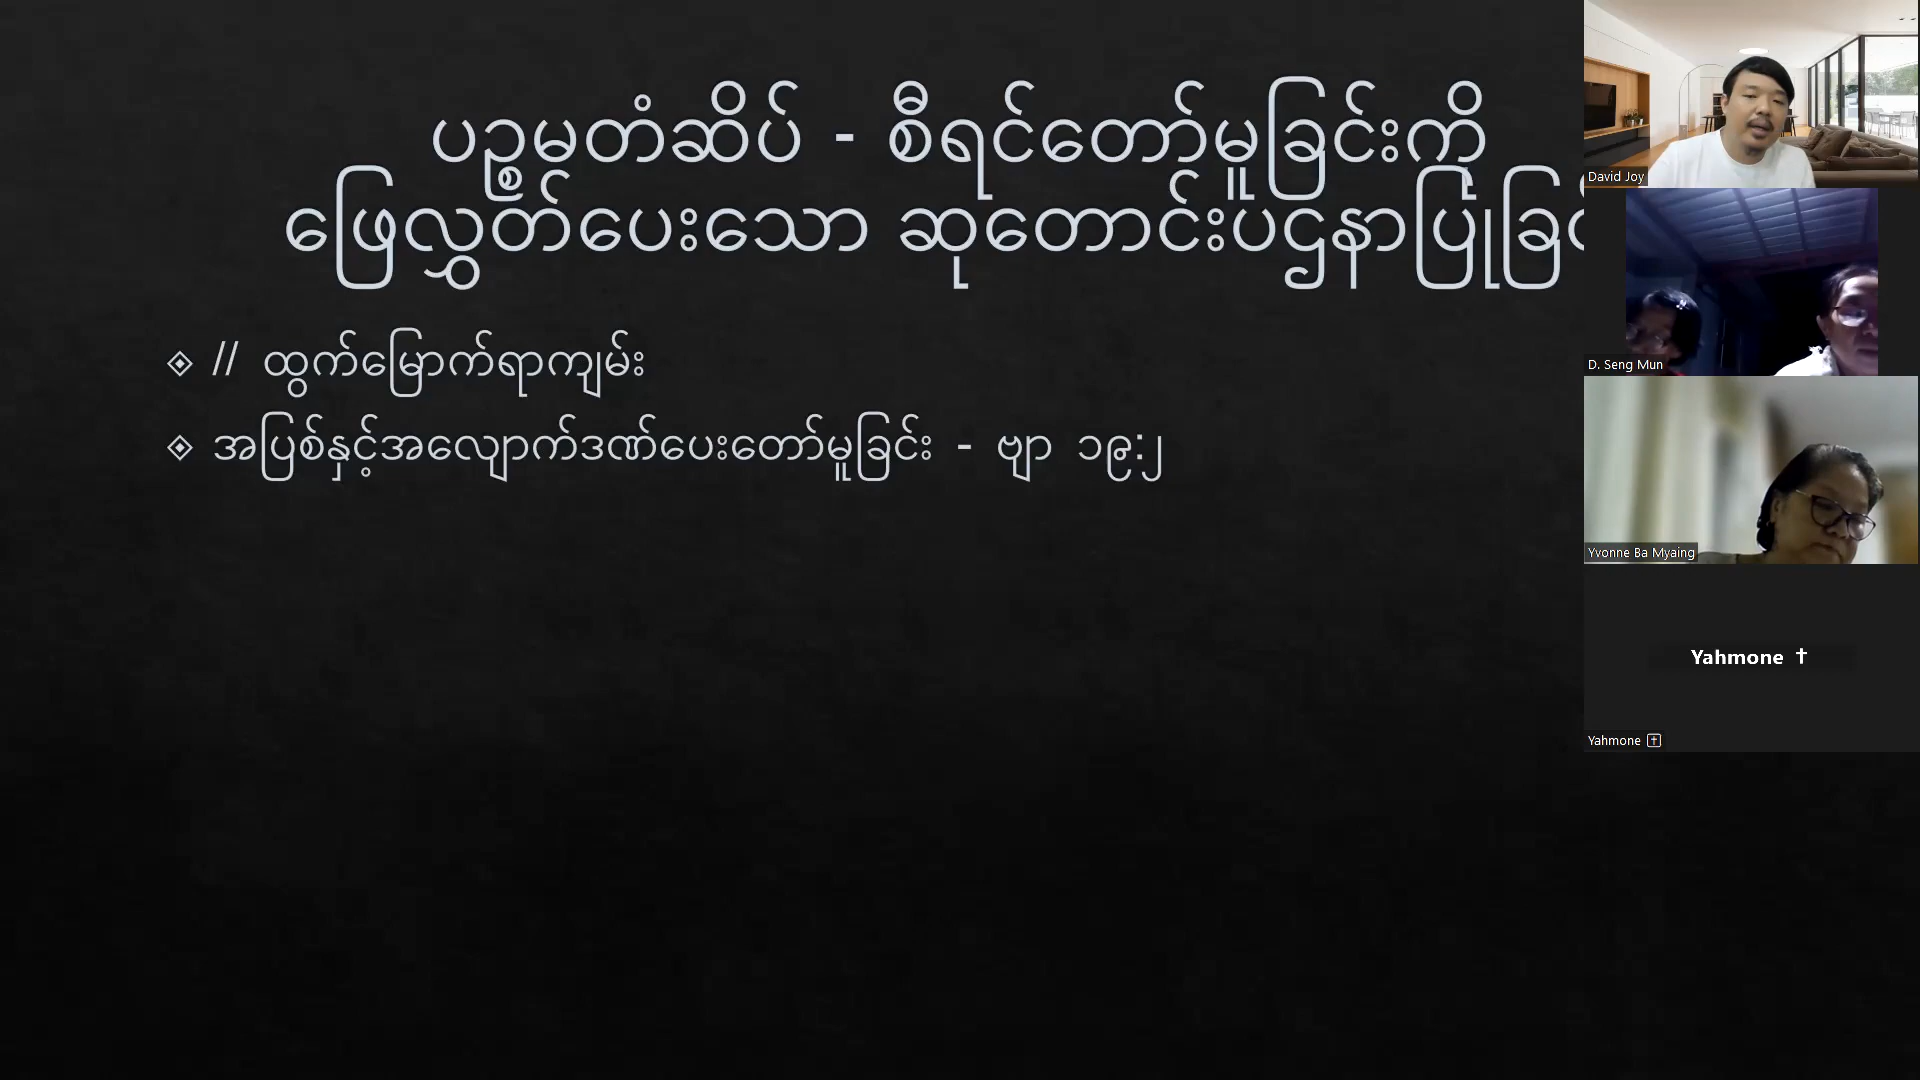 ပဉ္စမတံဆိပ် - စီရင်တော်မူခြင်းကို
ဖြေလွှတ်ပေးသော ဆုတောင်းပဌနာပြုခြင်
// ထွက်မြောက်ရာကျမ်း
အပြစ်နှင့်အလျောက်ဒဏ်ပေးတော်မူခြင်း - ဗျာ ၁၉:၂
David Joy
D. Seng Mun
Yvonne Ba Myaing
Yahmone ✝
Yahmone ✝